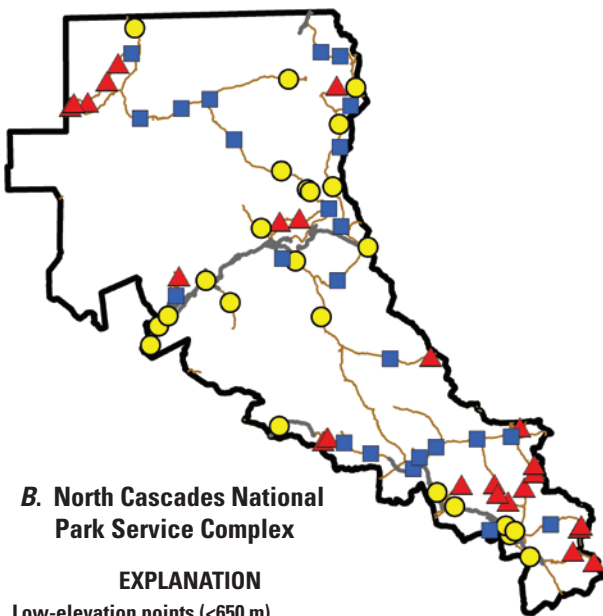 B. North Cascades National
Park Service Complex
EXPLANATION
Low-elevation points (<650 m)